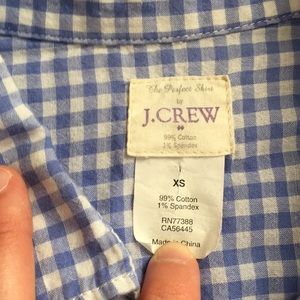 The Perfect Shirt
by
J.CREW
99% Cotton
1% Spandex
XS
99% Cotton
1% Spandex
RN77388
CA56445
Made in China